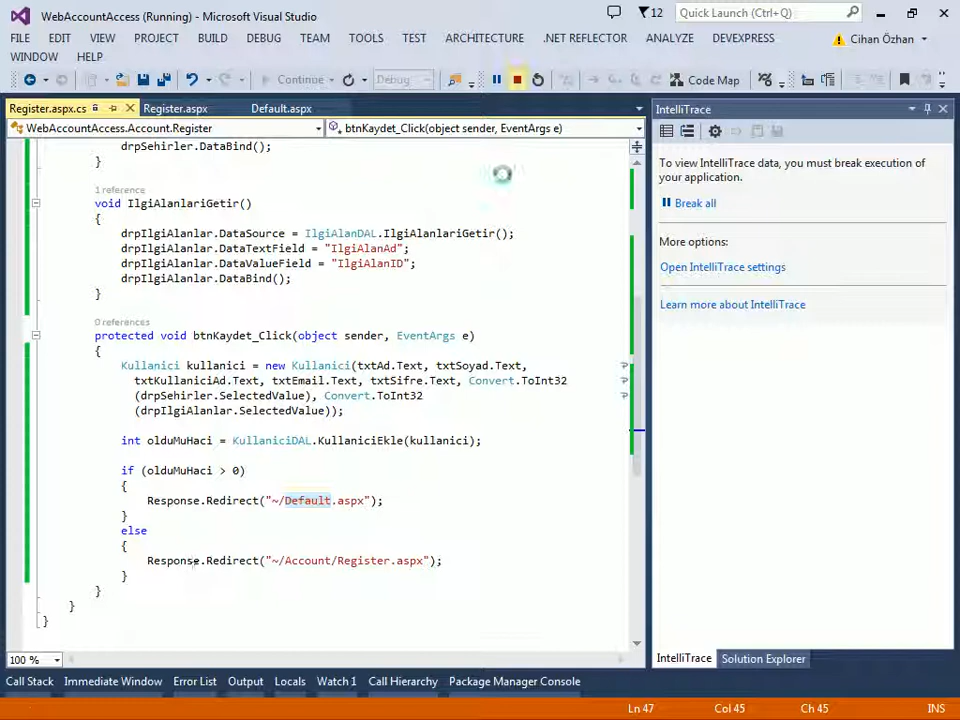 WebAccountAccess (Running) - Microsoft Visual Studio
12
Quick Launch (Ctrl+Q)
FILE EDIT VIEW PROJECT BUILD DEBUG TEAM TOOLS TEST ARCHITECTURE .NET REFLECTOR ANALYZE DEVEXPRESS
Cihan Özhan
WINDOW HELP
Continue
Debug
Code Map
Register.aspx.cs
Register.aspx
Default.aspx
WebAccountAccess.Account.Register
btnKaydet_Click(object sender, EventArgs e)
drpSehirler.DataBind();
}
1 reference
void IlgiAlanlariGetir()
{
drpIlgiAlanlar.DataSource = IlgiAlanDAL.IlgiAlanlariGetir();
drpIlgiAlanlar.DataTextField = "IlgiAlanAd";
drpIlgiAlanlar.DataValueField = "IlgiAlanID";
drpIlgiAlanlar.DataBind();
}
0 references
protected void btnKaydet_Click(object sender, EventArgs e)
{
Kullanici kullanici = new Kullanici(txtAd.Text, txtSoyad.Text,
txtKullaniciAd.Text, txtEmail.Text, txtSifre.Text, Convert.ToInt32
(drpSehirler.SelectedValue), Convert.ToInt32
(drpIlgiAlanlar.SelectedValue));
int olduMuHaci = KullaniciDAL.KullaniciEkle(kullanici);
if (olduMuHaci > 0)
{
Response.Redirect("~/Default.aspx");
}
else
{
Response.Redirect("~/Account/Register.aspx");
}
}
}
}
100 %
IntelliTrace
To view IntelliTrace data, you must break execution of
your application.
Break all
More options:
Open IntelliTrace settings
Learn more about IntelliTrace
IntelliTrace
Solution Explorer
Call Stack Immediate Window Error List Output Locals Watch 1 Call Hierarchy Package Manager Console
Ln 47 Col 45 Ch 45 INS